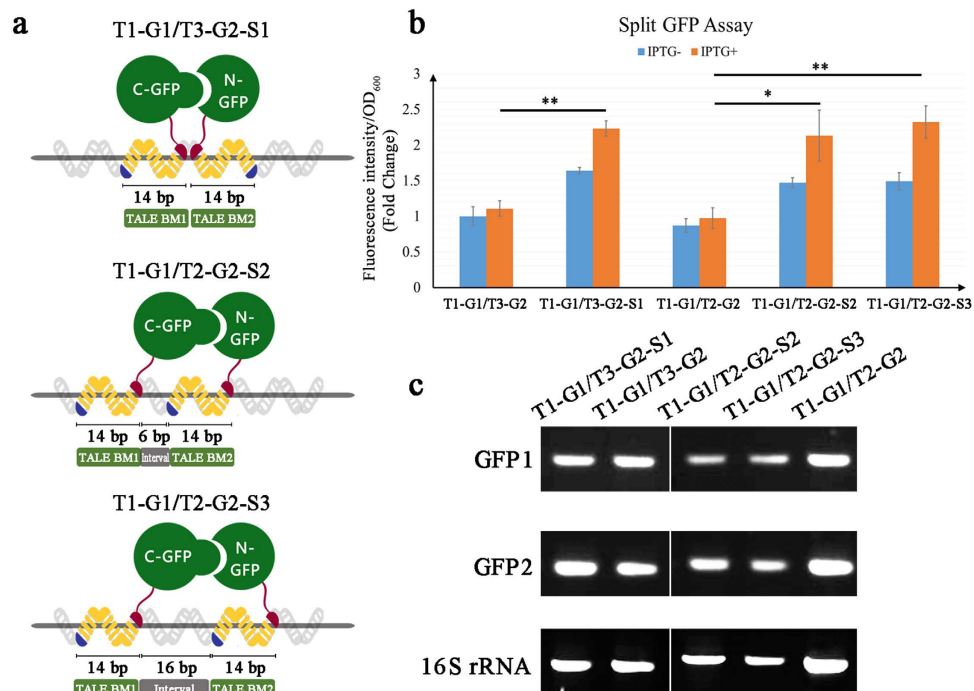 a
T1-G1/T3-G2-S1
C-GFP
N-
GFP
14 bp 14 bp
TALE BM1 TALE BM2
T1-G1/T2-G2-S2
C-GFP
N-
GFP
14 bp 6 bp 14 bp
TALE BM1 Interval TALE BM2
T1-G1/T2-G2-S3
C-GFP
N-
GFP
14 bp 16 bp 14 bp
TALE BM1 Interval TALE BM2
b
Split GFP Assay
IPTG- IPTG+
Fluorescence intensity/OD600
(Fold Change)
3
2.5
2
1.5
1
0.5
0
**
*
**
T1-G1/T3-G2 T1-G1/T3-G2-S1 T1-G1/T2-G2 T1-G1/T2-G2-S2 T1-G1/T2-G2-S3
c
T1-G1/T3-G2-S1
T1-G1/T3-G2
T1-G1/T2-G2-S2
T1-G1/T2-G2-S3
T1-G1/T2-G2
GFP1
GFP2
16S rRNA